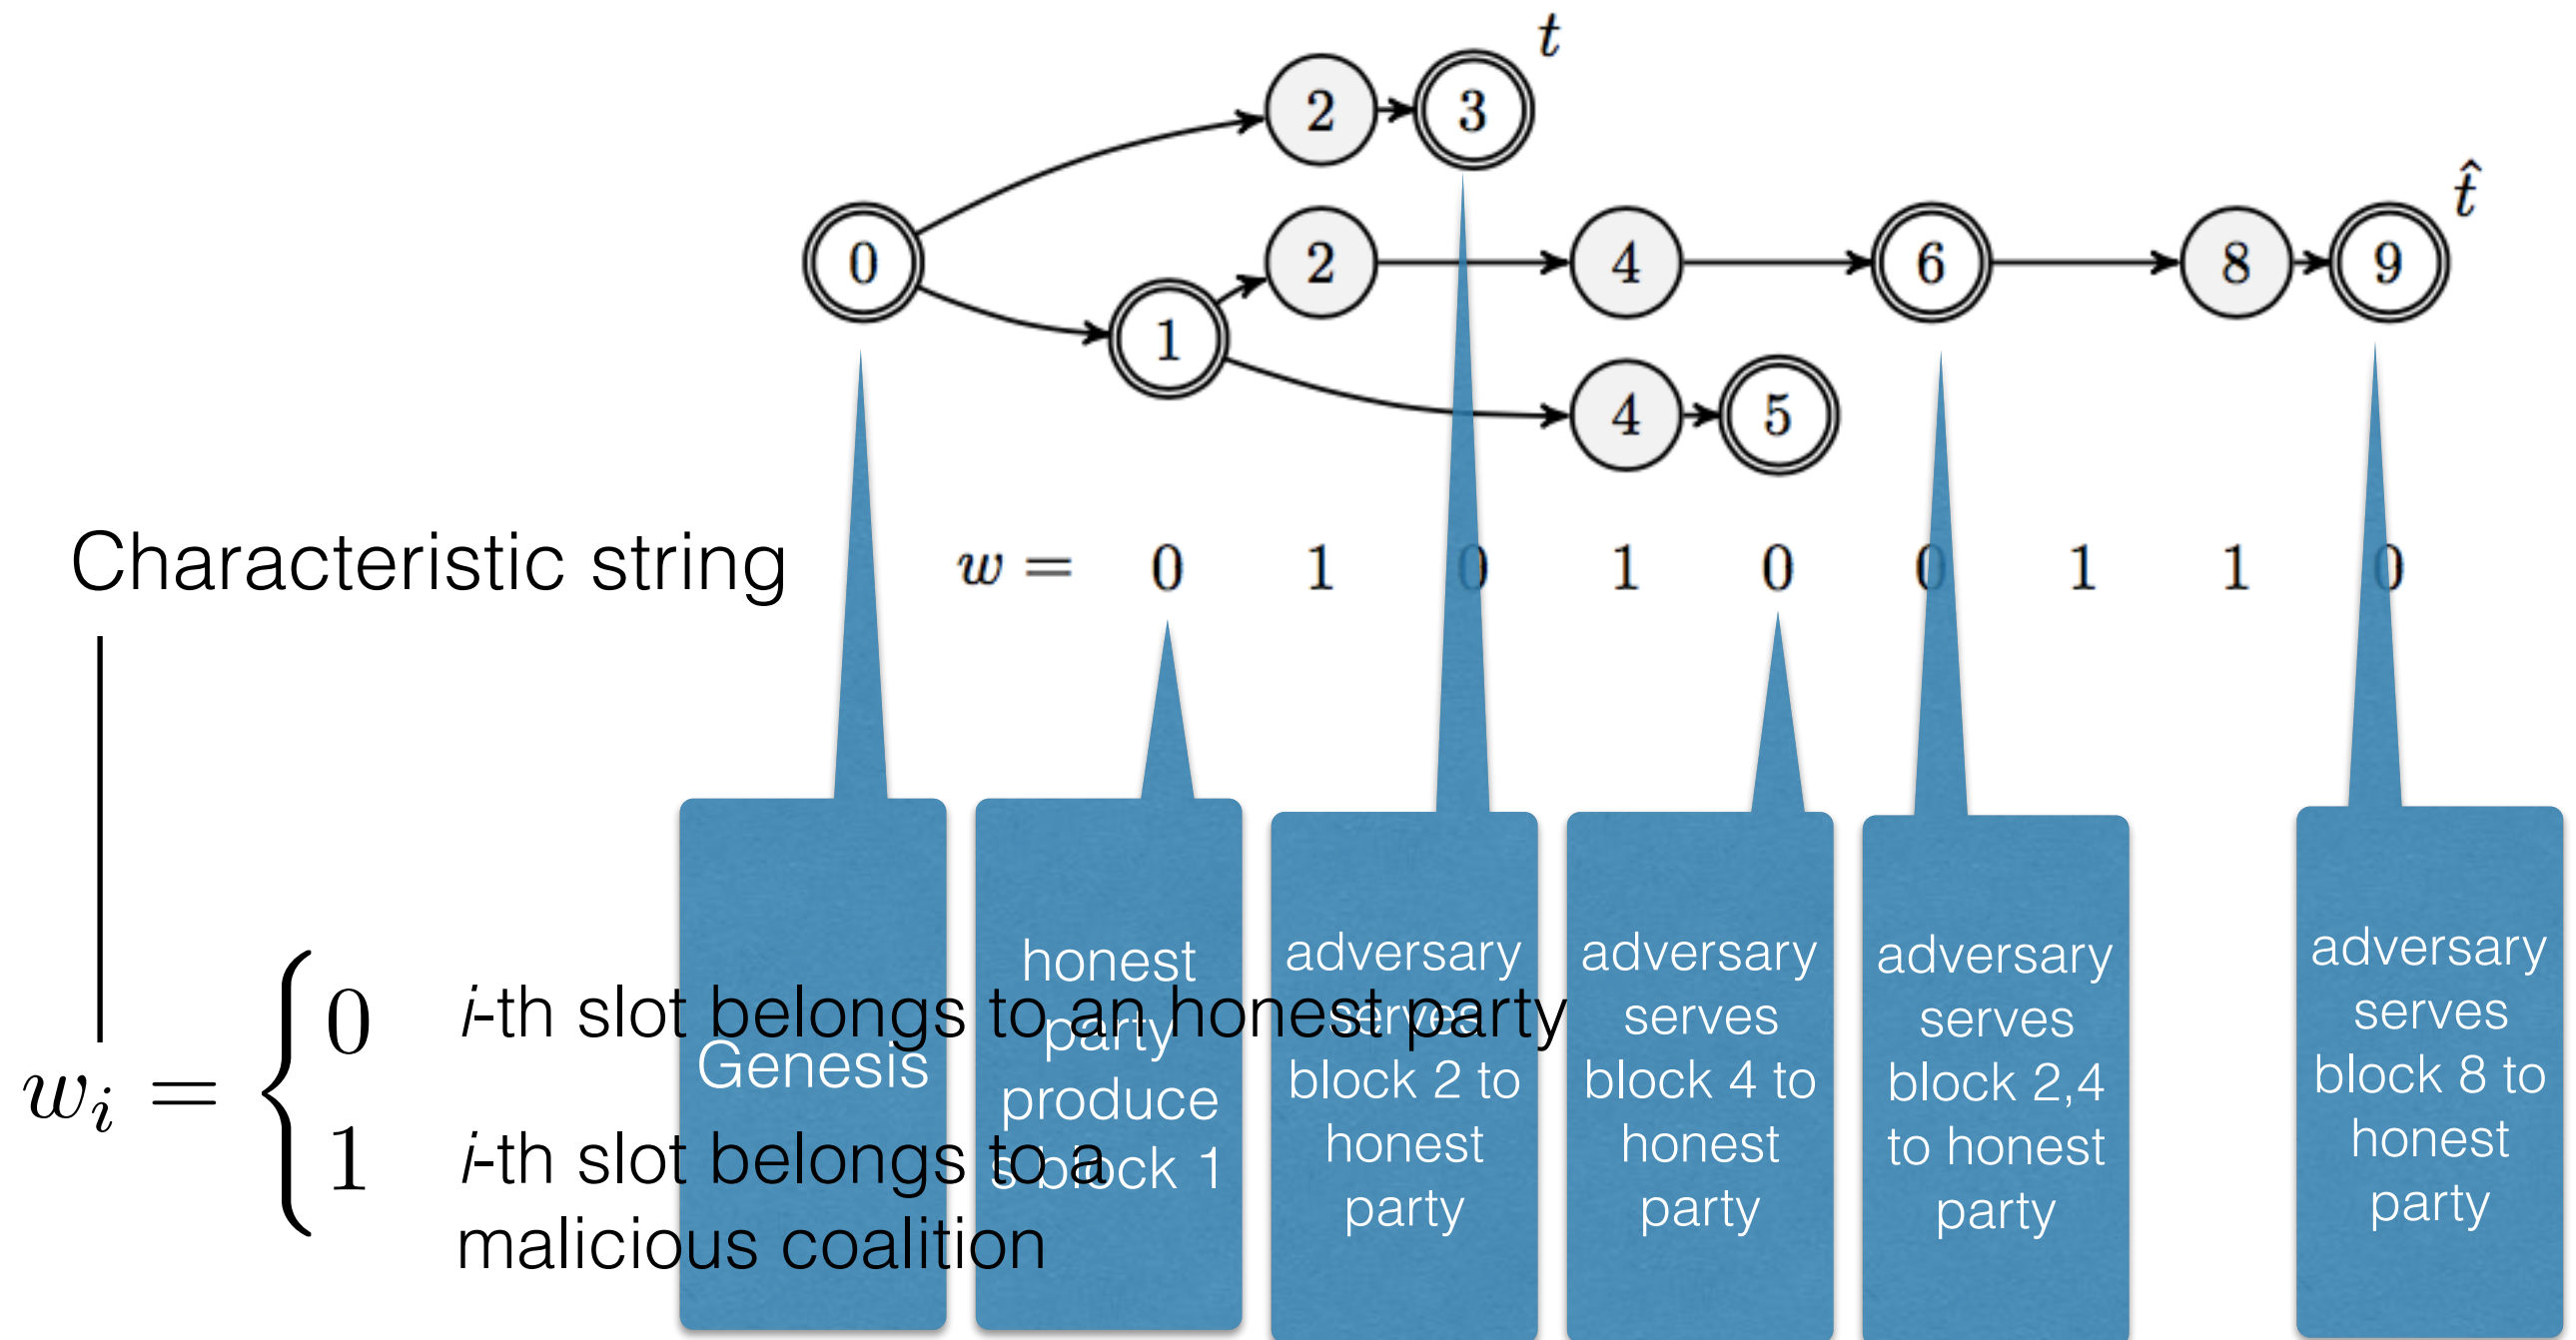 t
2 3
t̂
0 2 4 6 8 9
1
4 5
Characteristic string w = 0 1 0 1 0 0 1 1 0
w_i = { 0 i-th slot belongs to an honest party
1 i-th slot belongs to a
malicious coalition
Genesis
honest
party
produce
s block 1
adversary
serves
block 2 to
honest
party
adversary
serves
block 4 to
honest
party
adversary
serves
block 2,4
to honest
party
adversary
serves
block 8 to
honest
party